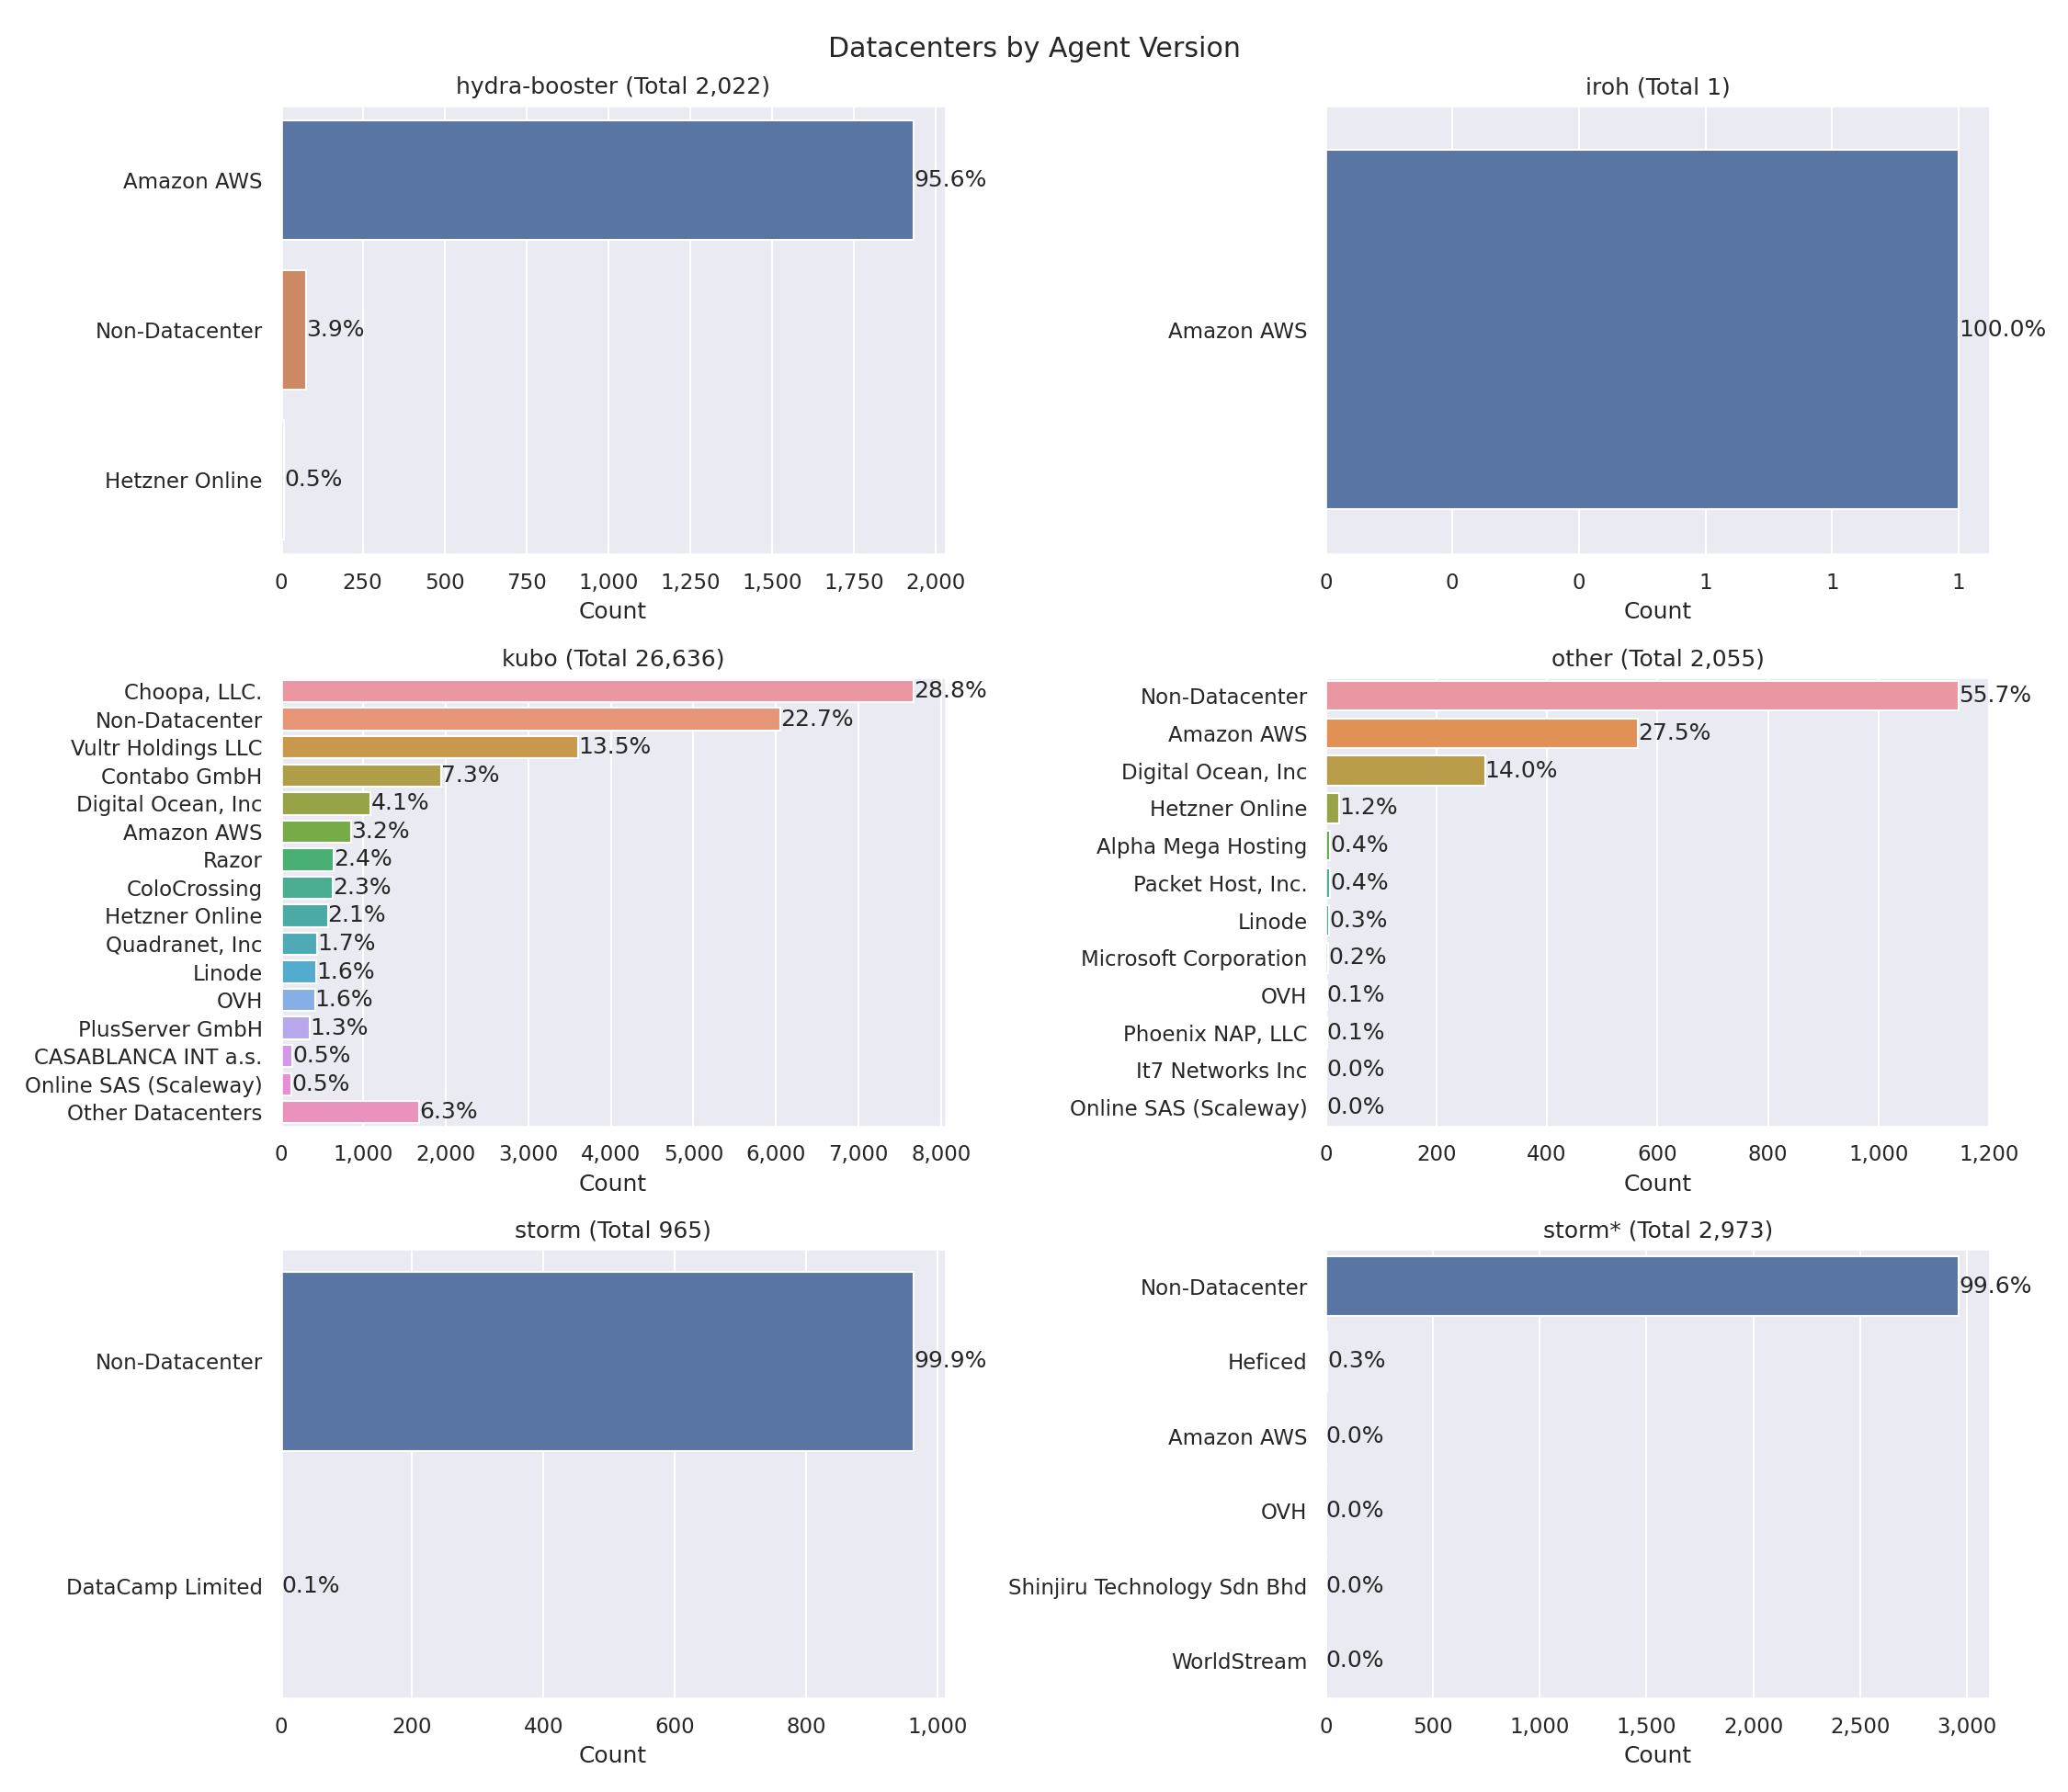 Datacenters by Agent Version
hydra-booster (Total 2,022)
Amazon AWS 95.6%
Non-Datacenter 3.9%
Hetzner Online 0.5%
0 250 500 750 1,000 1,250 1,500 1,750 2,000
Count
iroh (Total 1)
Amazon AWS 100.0%
0 0 0 1 1 1
Count
kubo (Total 26,636)
Choopa, LLC. 28.8%
Non-Datacenter 22.7%
Vultr Holdings LLC 13.5%
Contabo GmbH 7.3%
Digital Ocean, Inc 4.1%
Amazon AWS 3.2%
Razor 2.4%
ColoCrossing 2.3%
Hetzner Online 2.1%
Quadranet, Inc 1.7%
Linode 1.6%
OVH 1.6%
PlusServer GmbH 1.3%
CASABLANCA INT a.s. 0.5%
Online SAS (Scaleway) 0.5%
Other Datacenters 6.3%
0 1,000 2,000 3,000 4,000 5,000 6,000 7,000 8,000
Count
other (Total 2,055)
Non-Datacenter 55.7%
Amazon AWS 27.5%
Digital Ocean, Inc 14.0%
Hetzner Online 1.2%
Alpha Mega Hosting 0.4%
Packet Host, Inc. 0.4%
Linode 0.3%
Microsoft Corporation 0.2%
OVH 0.1%
Phoenix NAP, LLC 0.1%
It7 Networks Inc 0.0%
Online SAS (Scaleway) 0.0%
0 200 400 600 800 1,000 1,200
Count
storm (Total 965)
Non-Datacenter 99.9%
DataCamp Limited 0.1%
0 200 400 600 800 1,000
Count
storm* (Total 2,973)
Non-Datacenter 99.6%
Heficed 0.3%
Amazon AWS 0.0%
OVH 0.0%
Shinjiru Technology Sdn Bhd 0.0%
WorldStream 0.0%
0 500 1,000 1,500 2,000 2,500 3,000
Count